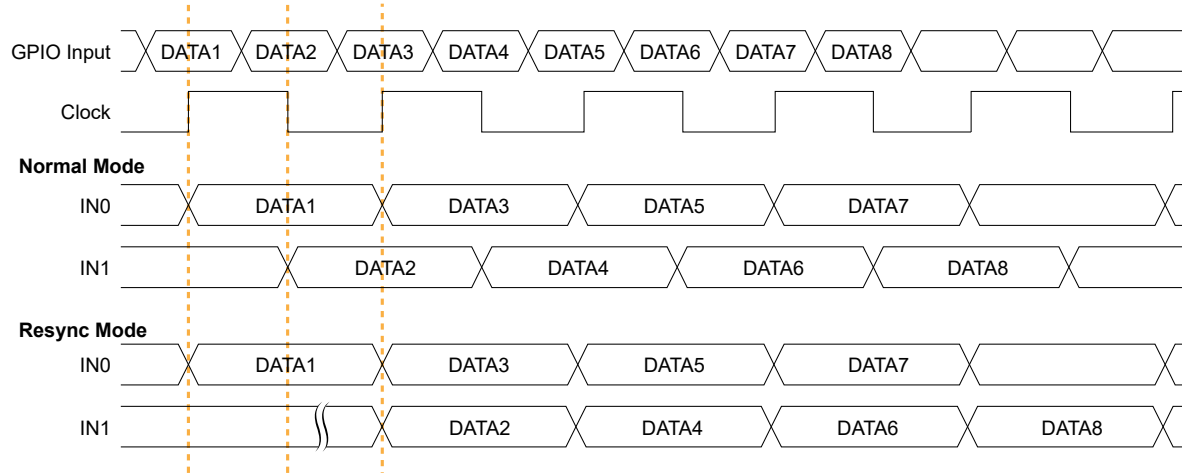 GPIO Input DATA1 DATA2 DATA3 DATA4 DATA5 DATA6 DATA7 DATA8
Clock
Normal Mode
IN0 DATA1 DATA3 DATA5 DATA7
IN1 DATA2 DATA4 DATA6 DATA8
Resync Mode
IN0 DATA1 DATA3 DATA5 DATA7
IN1 DATA2 DATA4 DATA6 DATA8